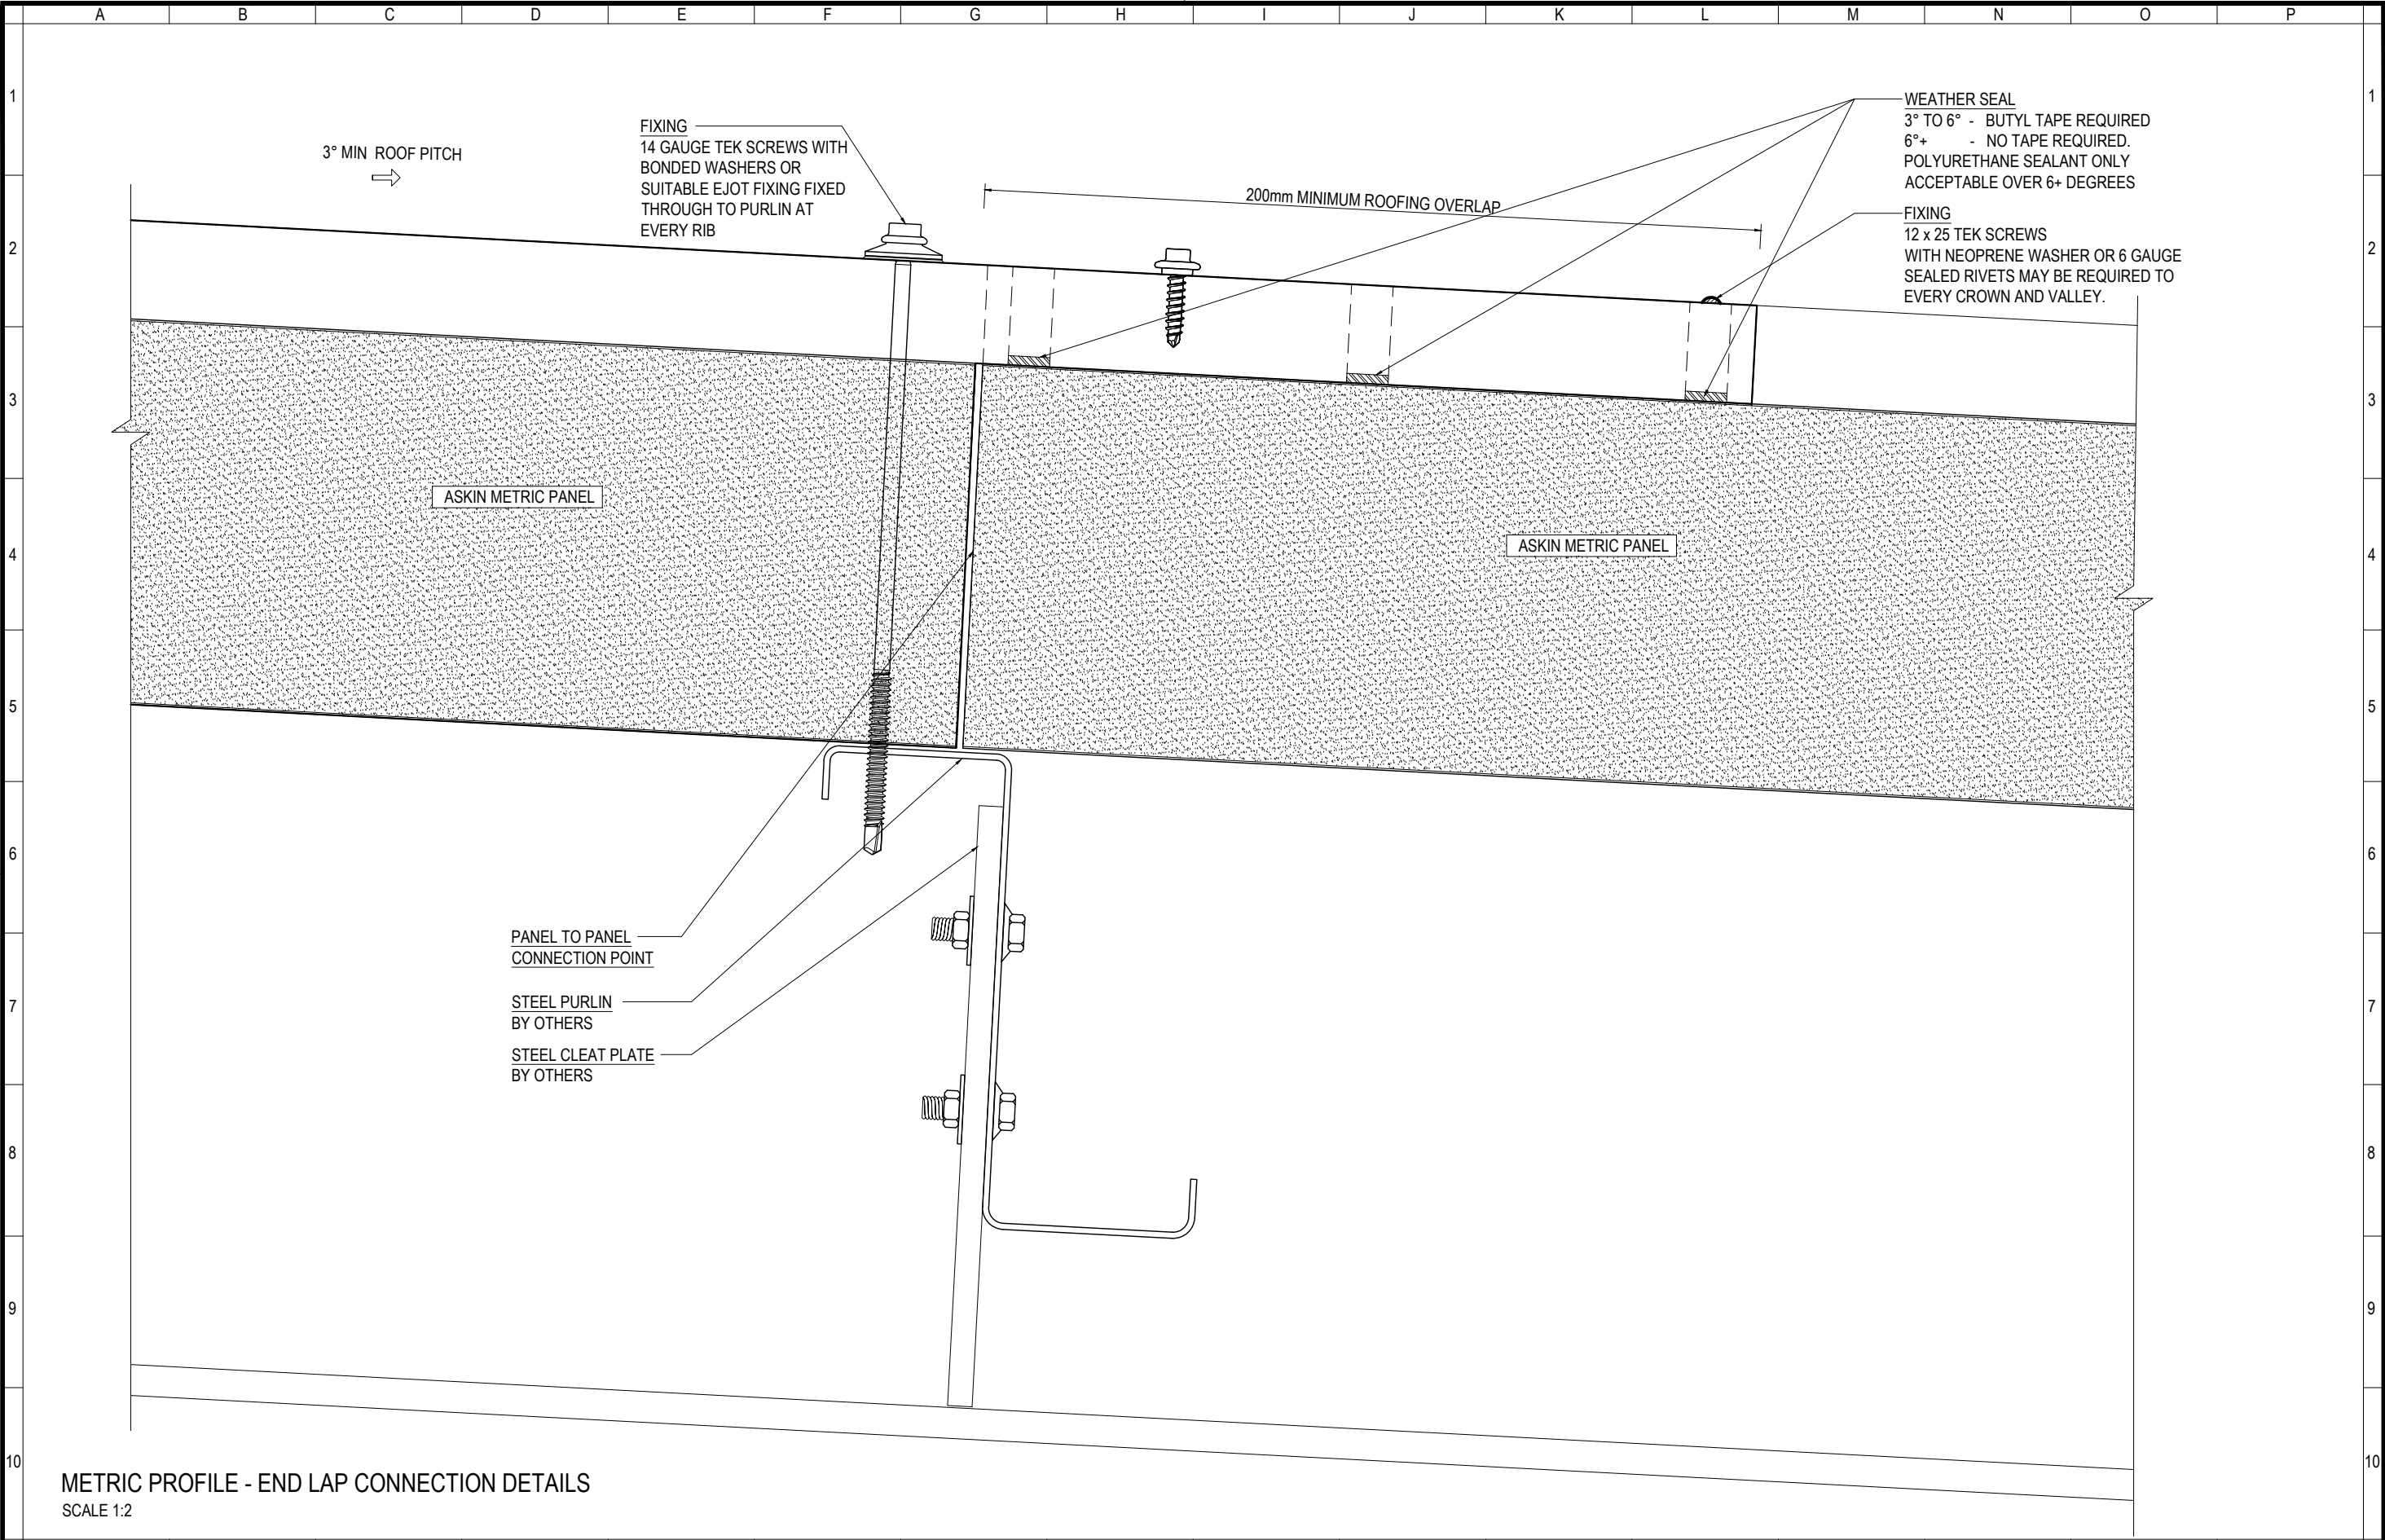 A B C D E F G H I J K L M N O P
1 1
2 2
3 3
4 4
5 5
6 6
7 7
8 8
9 9
10 10
3° MIN ROOF PITCH
FIXING
14 GAUGE TEK SCREWS WITH
BONDED WASHERS OR
SUITABLE EJOT FIXING FIXED
THROUGH TO PURLIN AT
EVERY RIB
200mm MINIMUM ROOFING OVERLAP
WEATHER SEAL
3° TO 6° - BUTYL TAPE REQUIRED
6°+ - NO TAPE REQUIRED.
POLYURETHANE SEALANT ONLY
ACCEPTABLE OVER 6+ DEGREES
FIXING
12 x 25 TEK SCREWS
WITH NEOPRENE WASHER OR 6 GAUGE
SEALED RIVETS MAY BE REQUIRED TO
EVERY CROWN AND VALLEY.
ASKIN METRIC PANEL
ASKIN METRIC PANEL
PANEL TO PANEL
CONNECTION POINT
STEEL PURLIN
BY OTHERS
STEEL CLEAT PLATE
BY OTHERS
METRIC PROFILE - END LAP CONNECTION DETAILS
SCALE 1:2